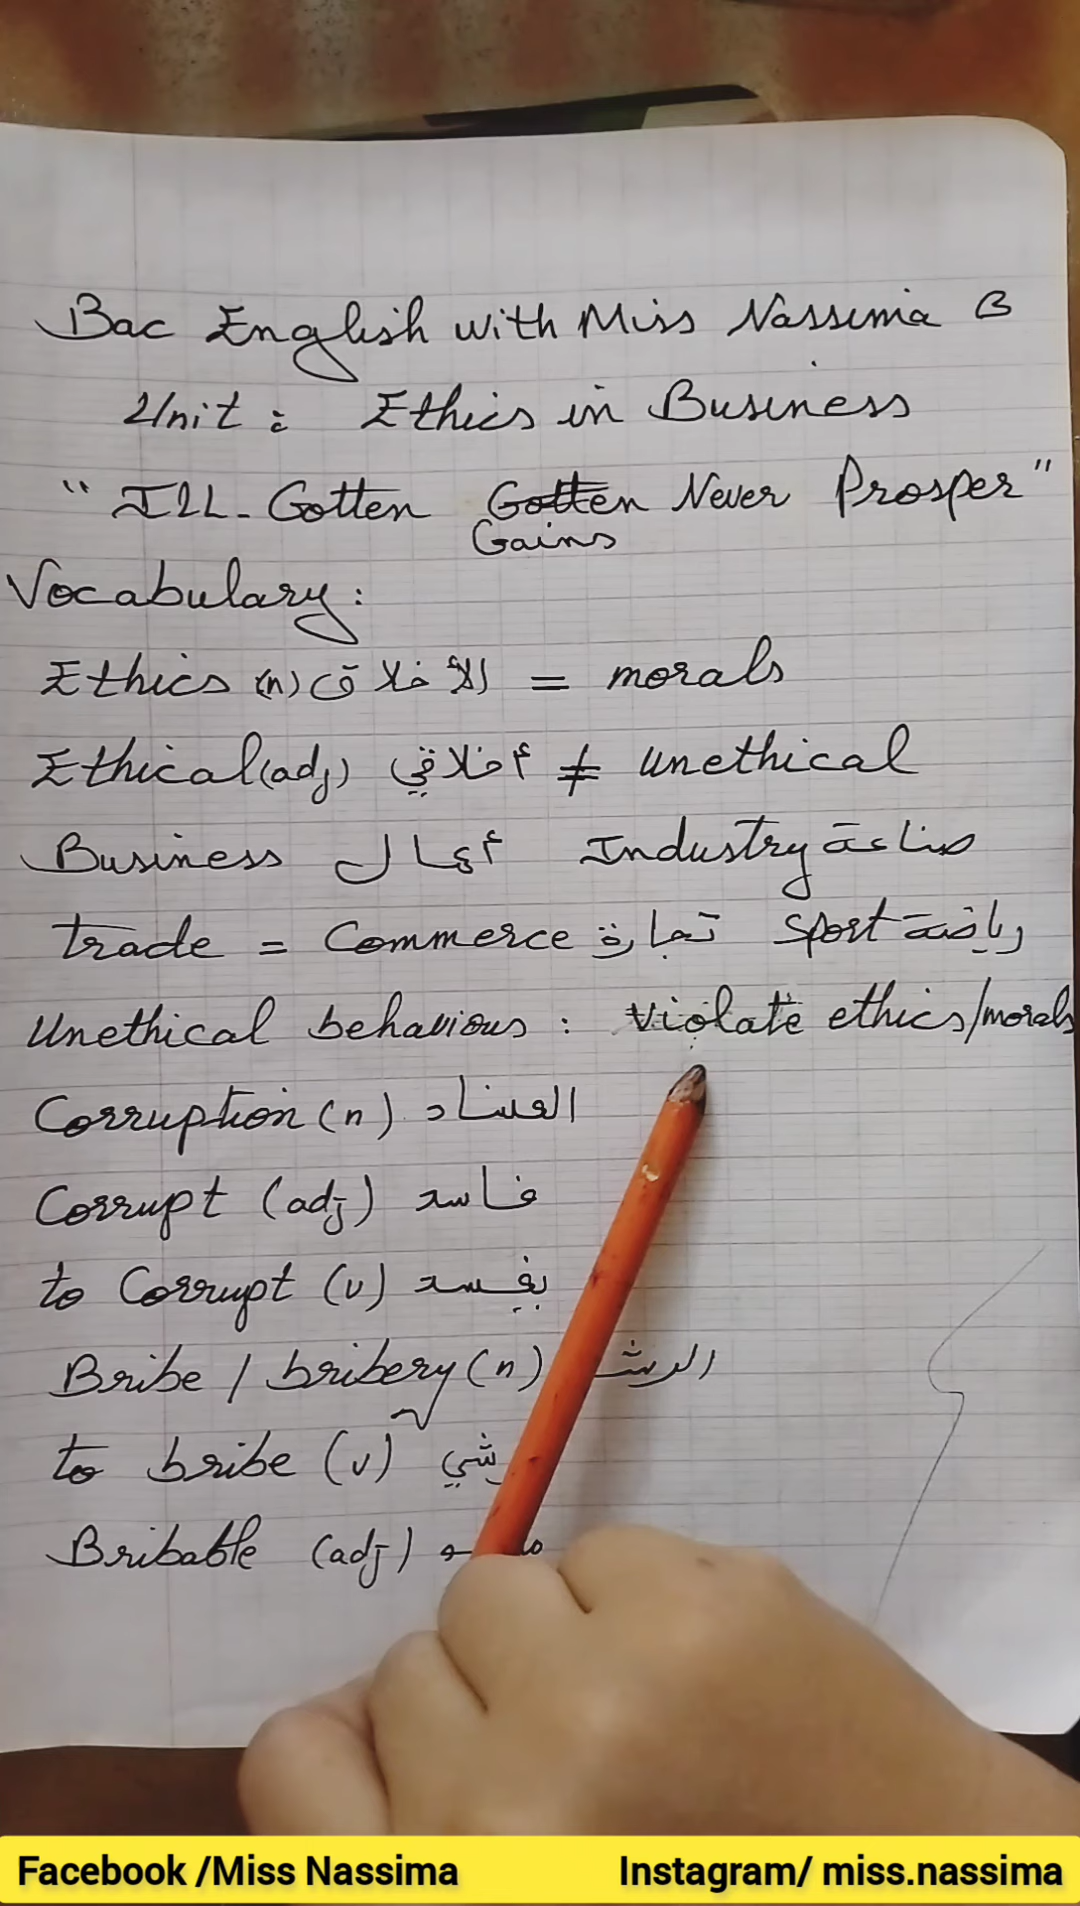 Bac English with Miss Nassima B
Unit : Ethics in Business
"ILL-Gotten Gotten Never Prosper"
Gains
Vocabulary:
Ethics (n) الأخلاق = morals
Ethical (adj) أخلاقي ≠ unethical
Business أعمال Industry صناعة
trade = Commerce تجارة Sport رياضة
Unethical behavious : Violate ethics/morals
Corruption (n) الفساد
Corrupt (adj) فاسد
to Corrupt (v) يفسد
Bribe / bribery (n)
to bribe (v)
Bribable (adj)
Facebook /Miss Nassima Instagram/ miss.nassima